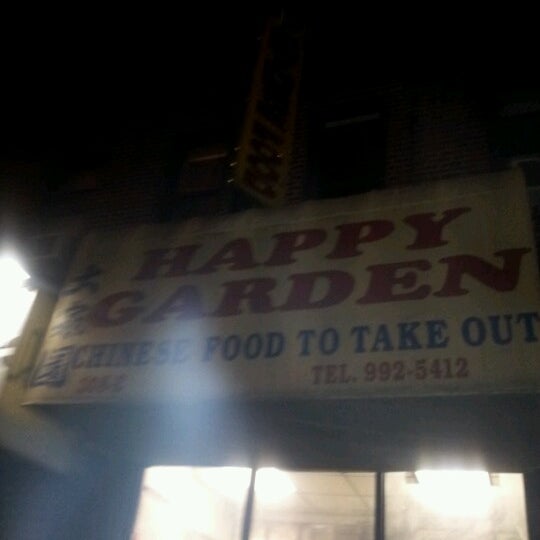 HAPPY
GARDEN
CHINESE FOOD TO TAKE OUT
TEL. 992-5412